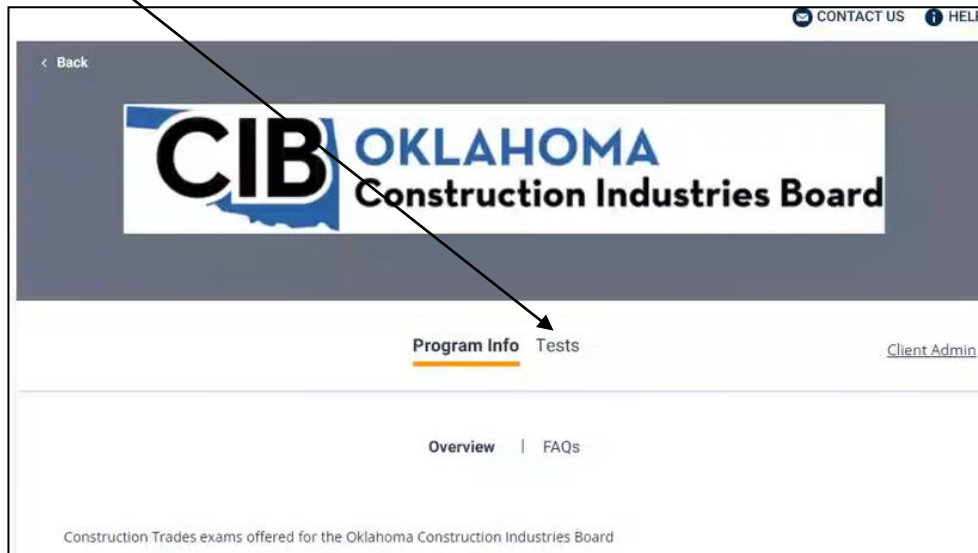 CONTACT US HELP
< Back
CIB OKLAHOMA
Construction Industries Board
Program Info Tests
Client Admin
Overview | FAQs
Construction Trades exams offered for the Oklahoma Construction Industries Board